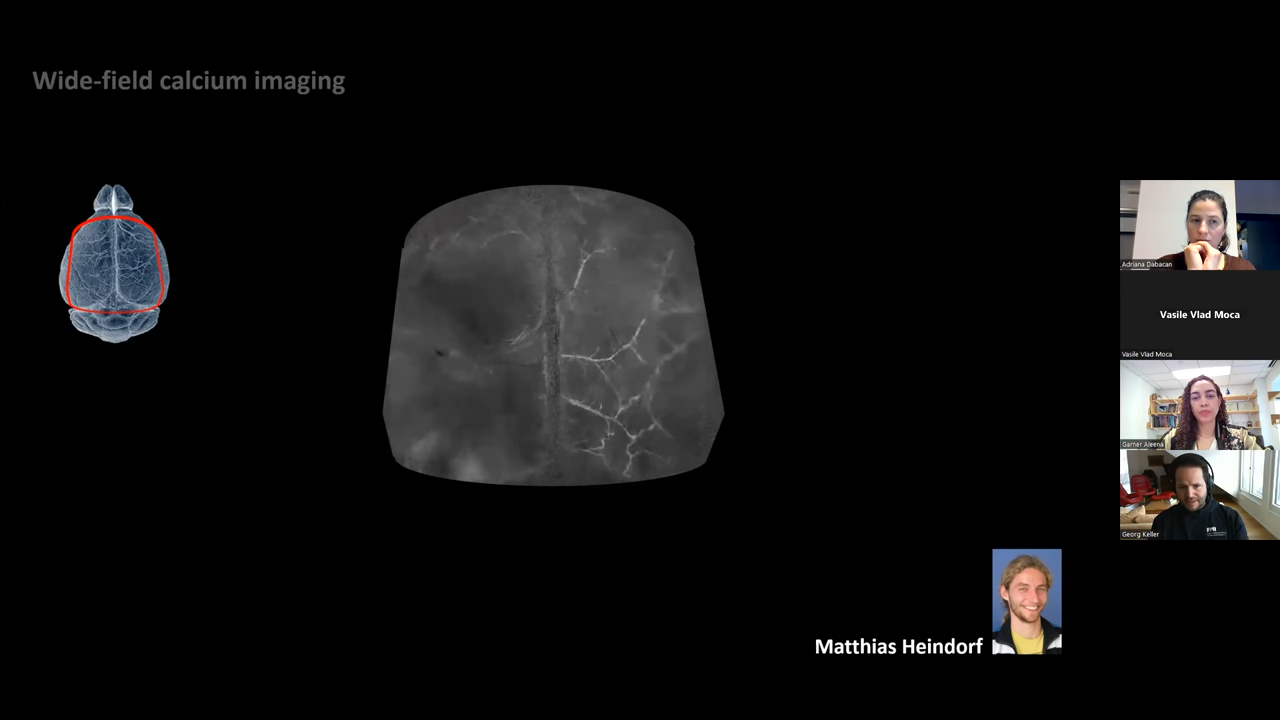 Wide-field calcium imaging
Adriana Dabacan
Vasile Vlad Moca
Vasile Vlad Moca
Garner Aleena
Georg Keller
Matthias Heindorf